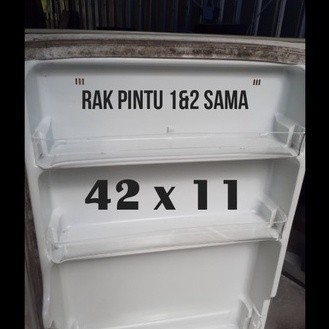 "' RAK PINTU 1&2 SAMA '"
42 x 11